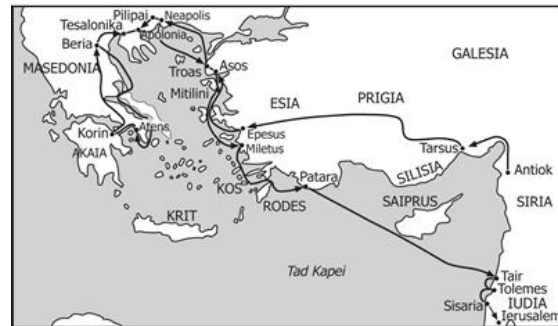 Pilipai
Neapolis
Tesalonika
Apolonia
Beria
GALESIA
Troas
Asos
MASEDONIA
Mitilini
PRIGIA
ESIA
Epesus
Korin
Atens
Tarsus
Miletus
AKAIA
SILISIA
Antiok
Patara
KOS
RODES
SAIPRUS
SIRIA
KRIT
Tad Kapei
Tair
Tolemes
Sisaria
IUDIA
Ierusalem